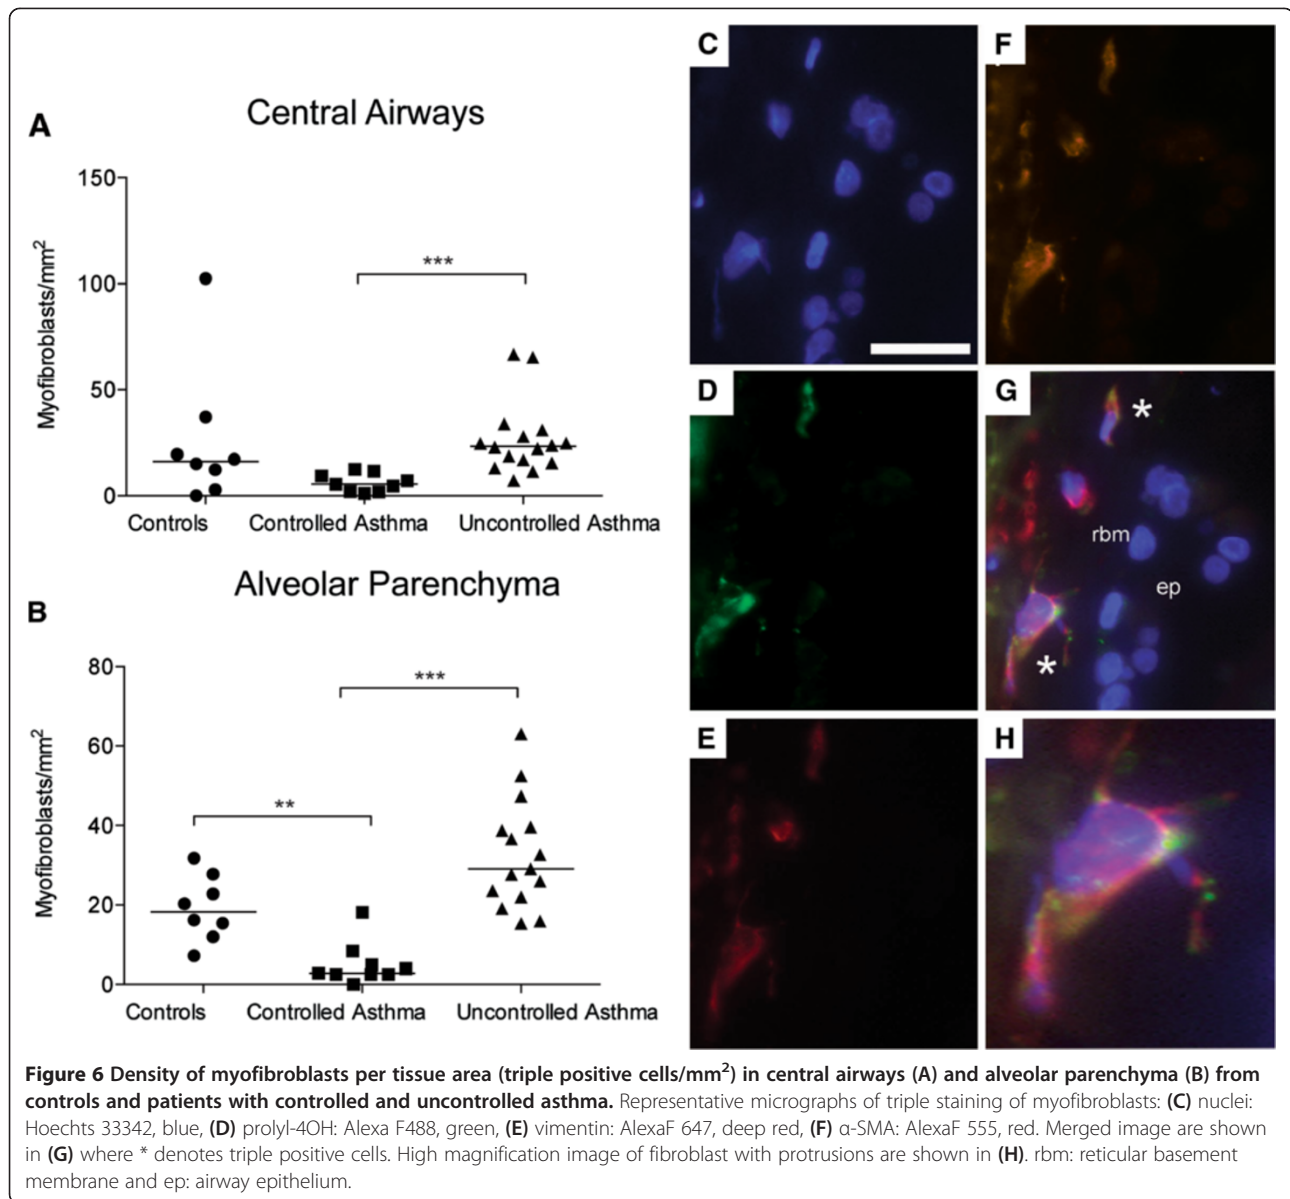 A
Central Airways
Myofibroblasts/mm²
150
100
50
0
***
Controls
Controlled Asthma
Uncontrolled Asthma
B
Alveolar Parenchyma
Myofibroblasts/mm²
80
60
40
20
0
**
***
Controls
Controlled Asthma
Uncontrolled Asthma
C
F
D
G
*
rbm
ep
*
E
H
Figure 6 Density of myofibroblasts per tissue area (triple positive cells/mm²) in central airways (A) and alveolar parenchyma (B) from
controls and patients with controlled and uncontrolled asthma. Representative micrographs of triple staining of myofibroblasts: (C) nuclei:
Hoechts 33342, blue, (D) prolyl-4OH: Alexa F488, green, (E) vimentin: AlexaF 647, deep red, (F) α-SMA: AlexaF 555, red. Merged image are shown
in (G) where * denotes triple positive cells. High magnification image of fibroblast with protrusions are shown in (H). rbm: reticular basement
membrane and ep: airway epithelium.